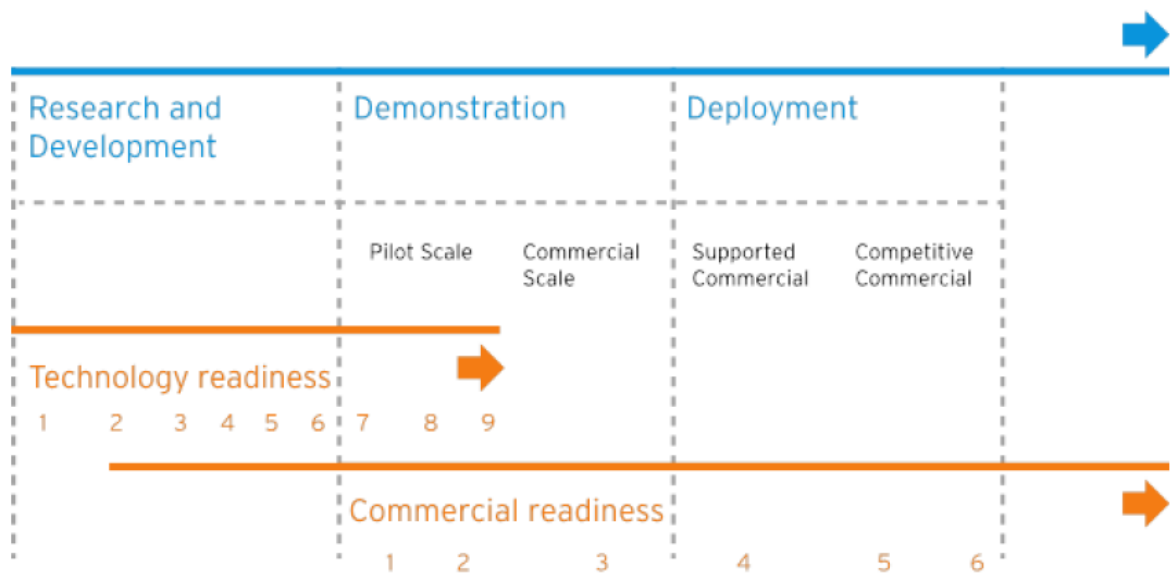 Research and
Development
Demonstration
Deployment
Pilot Scale
Commercial
Scale
Supported
Commercial
Competitive
Commercial
Technology readiness
1 2 3 4 5 6 7 8 9
Commercial readiness
1 2 3 4 5 6